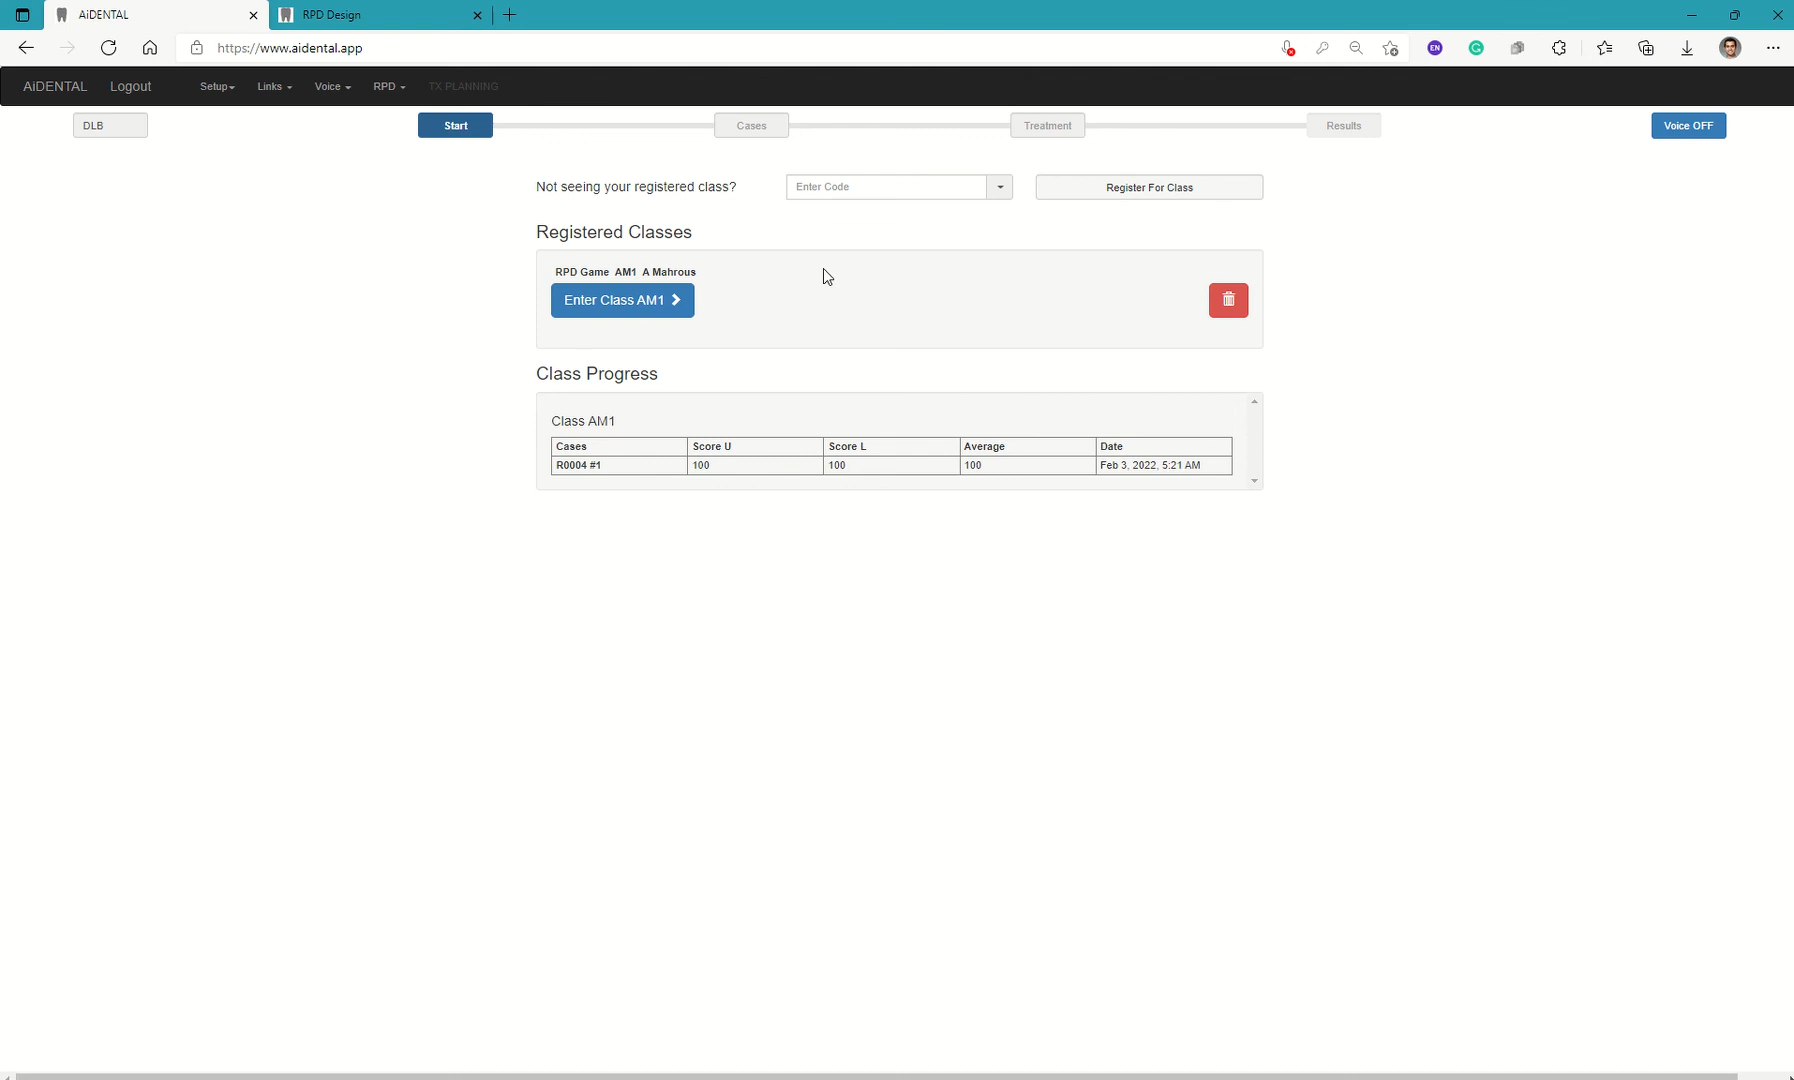 AiDENTAL
RPD Design
https://www.aidental.app
EN
AiDENTAL Logout Setup Links Voice RPD TX PLANNING
DLB Start Cases Treatment Results Voice OFF
Not seeing your registered class? Enter Code Register For Class
Registered Classes
RPD Game AM1 A Mahrous
Enter Class AM1
Class Progress
Class AM1
Cases Score U Score L Average Date
R0004 #1 100 100 100 Feb 3, 2022, 5:21 AM